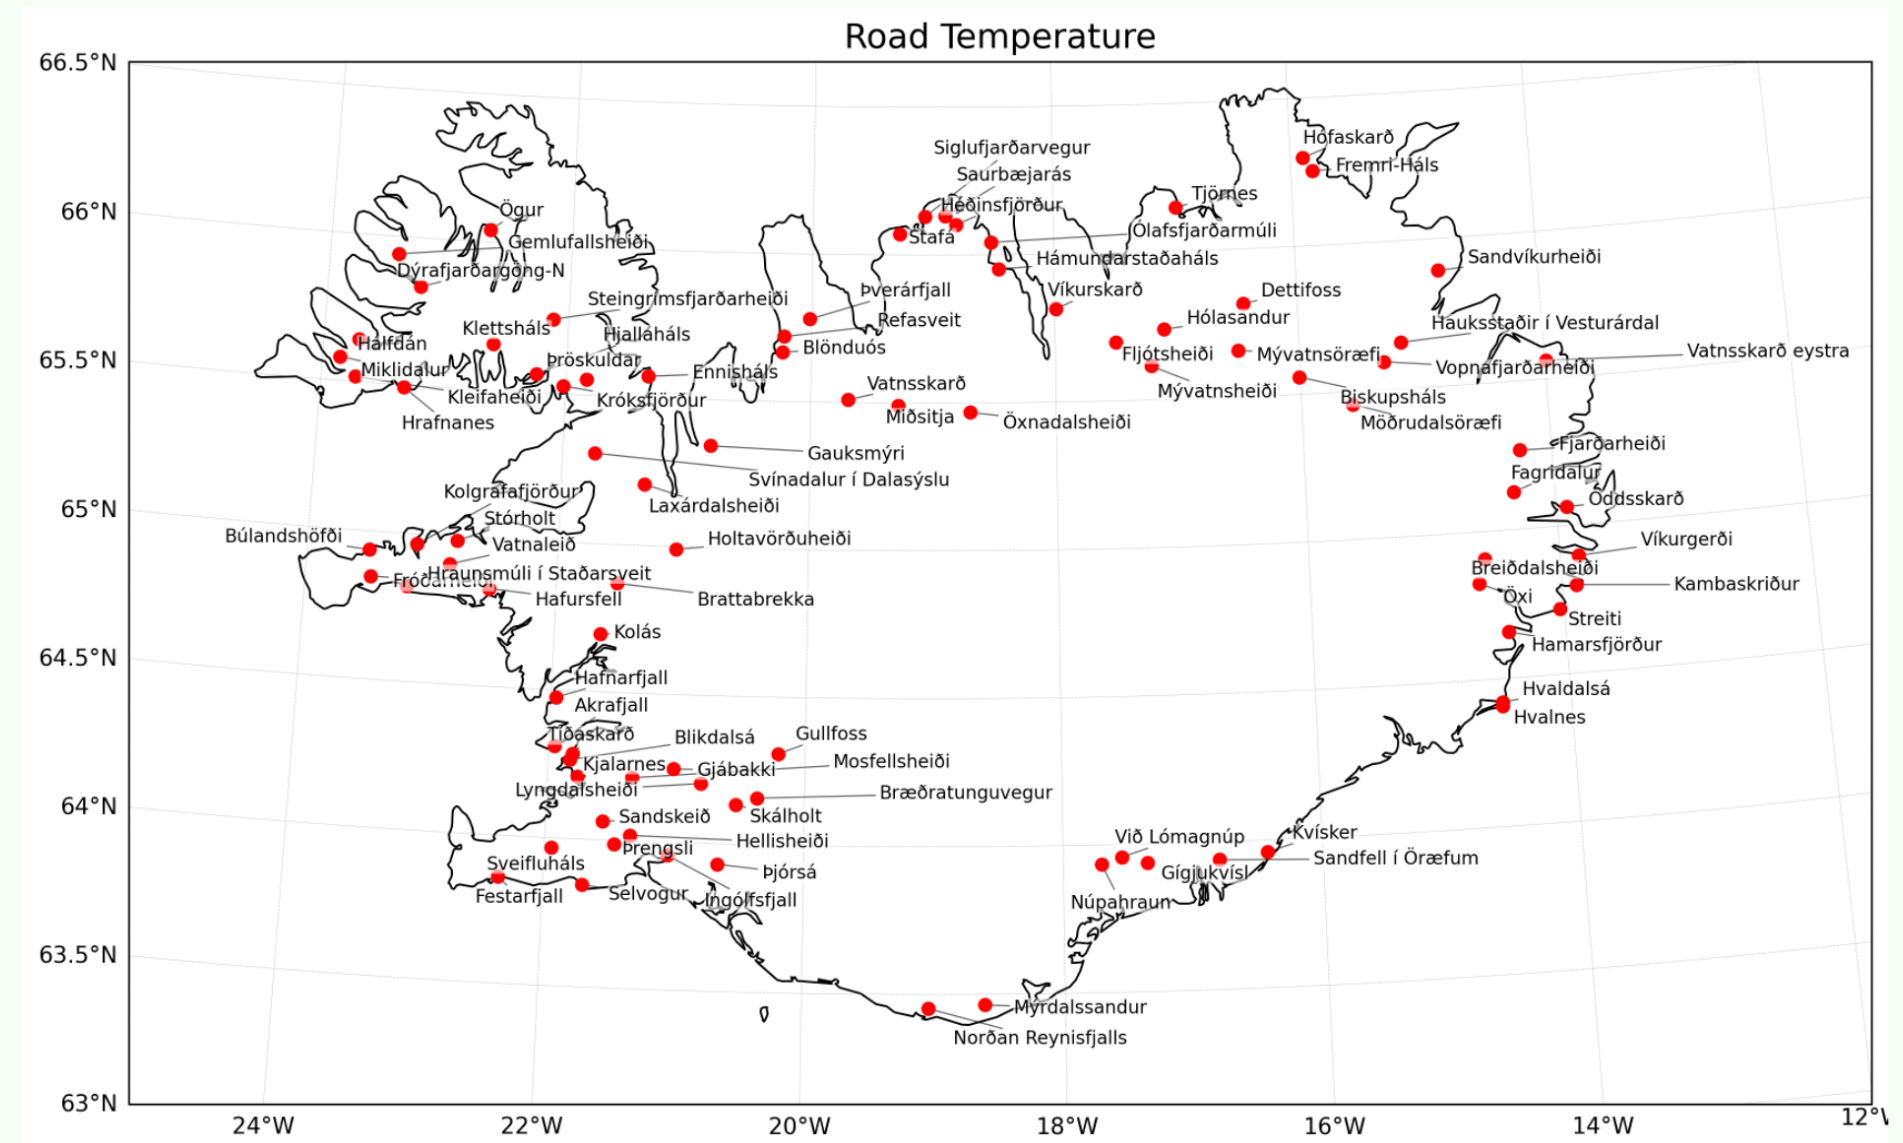 Road Temperature
66.5°N
Hófaskarð
Siglufjarðarvegur
Fremri-Háls
Saurbæjarás
Tjörnes
Héðinsfjörður
66°N
Ögur
Ólafsfjarðarmúli
Stafá
Gemlufallsheiði
Hámundarstaðaháls
Sandvíkurheiði
Dýrafjarðargöng-N
Þverárfjall
Víkurskarð
Dettifoss
Steingrímsfjarðarheiði
Refasveit
Hólasandur
Hauksstaðir í Vesturárdal
Klettsháls
Hjallaháls
Hálfdán
Blönduós
Fljótsheiði
Mývatnsöræfi
Vatnsskarð eystra
65.5°N
Þröskuldar
Miklidalur
Ennisháls
Vopnafjarðarheiði
Vatnsskarð
Mývatnsheiði
Kleifaheiði
Króksfjörður
Biskupsháls
Miðsitja
Hrafnanes
Öxnadalsheiði
Möðrudalsöræfi
Fjarðarheiði
Gauksmýri
Fagridalur
Svínadalur í Dalasýslu
Kolgrafafjörður
Oddsskarð
65°N
Laxárdalsheiði
Stórholt
Búlandshöfði
Holtavörðuheiði
Víkurgerði
Vatnaleið
Breiðdalsheiði
Hraunsmúli í Staðarsveit
Fróðárheiði
Kambaskriður
Hafursfell
Brattabrekka
Öxi
Streiti
Kolás
Hamarsfjörður
64.5°N
Hafnarfjall
Hvaldalsá
Akrafjall
Hvalnes
Tíðaskarð
Blikdalsá
Gullfoss
Kjalarnes
Gjábakki
Mosfellsheiði
Lyngdalsheiði
Bræðratunguvegur
64°N
Sandskeið
Skálholt
Kvísker
Hellisheiði
Við Lómagnúp
Þrengsli
Sandfell í Öræfum
Sveifluháls
Þjórsá
Gígjukvísl
Festarfjall
Selvogur
Ingólfsfjall
Núpahraun
63.5°N
Mýrdalssandur
Norðan Reynisfjalls
63°N
24°W
22°W
20°W
18°W
16°W
14°W
12°W